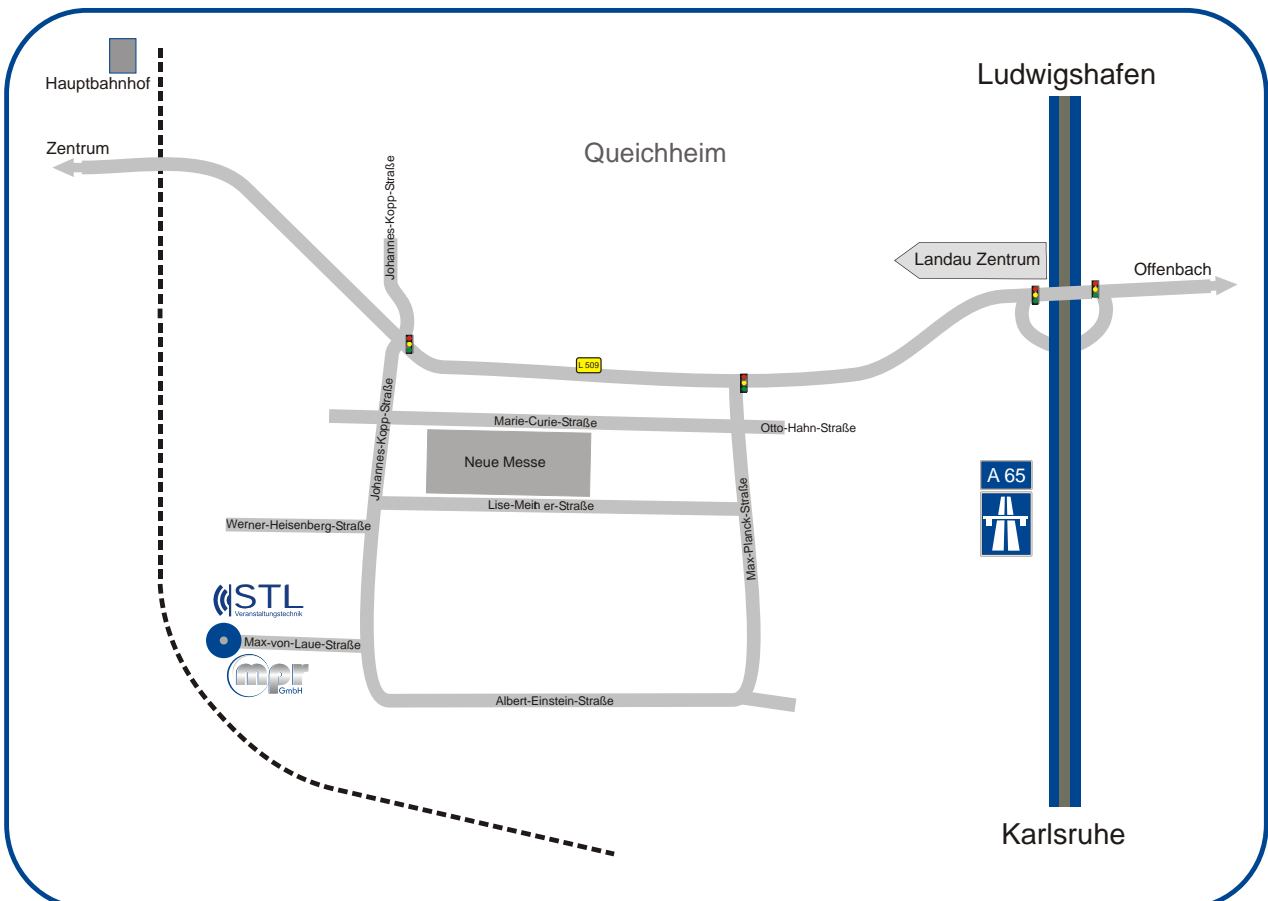 Ludwigshafen
Hauptbahnhof
Zentrum
Queichheim
Johannes-Kopp-Straße
Landau Zentrum
Offenbach
L 509
Johannes-Kopp-Straße
Marie-Curie-Straße
Otto-Hahn-Straße
Neue Messe
A 65
Lise-Meitner-Straße
Max-Planck-Straße
Werner-Heisenberg-Straße
STL
Veranstaltungstechnik
Max-von-Laue-Straße
mpr
GmbH
Albert-Einstein-Straße
Karlsruhe